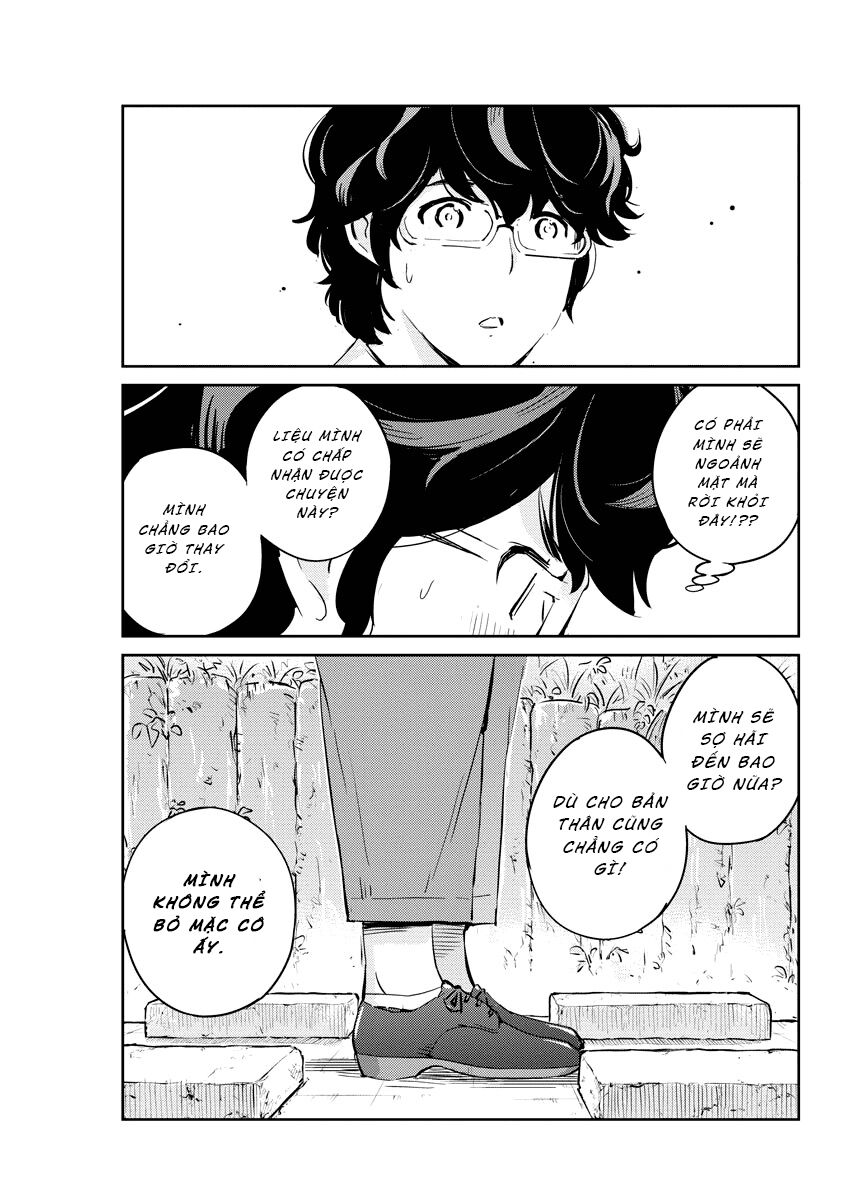 CÓ PHẢI
MÌNH SẼ
NGOẢNH
MẶT MÀ
RỜI KHỎI
ĐÂY!??
LIỆU MÌNH
CÓ CHẤP
NHẬN ĐƯỢC
CHUYỆN
NÀY?
MÌNH
CHẲNG BAO
GIỜ THAY
ĐỔI.
MÌNH SẼ
SỢ HÃI
ĐẾN BAO
GIỜ NỮA?
DÙ CHO BẢN
THÂN CŨNG
CHẲNG CÓ
GÌ!
MÌNH
KHÔNG THỂ
BỎ MẶC CÔ
ẤY.